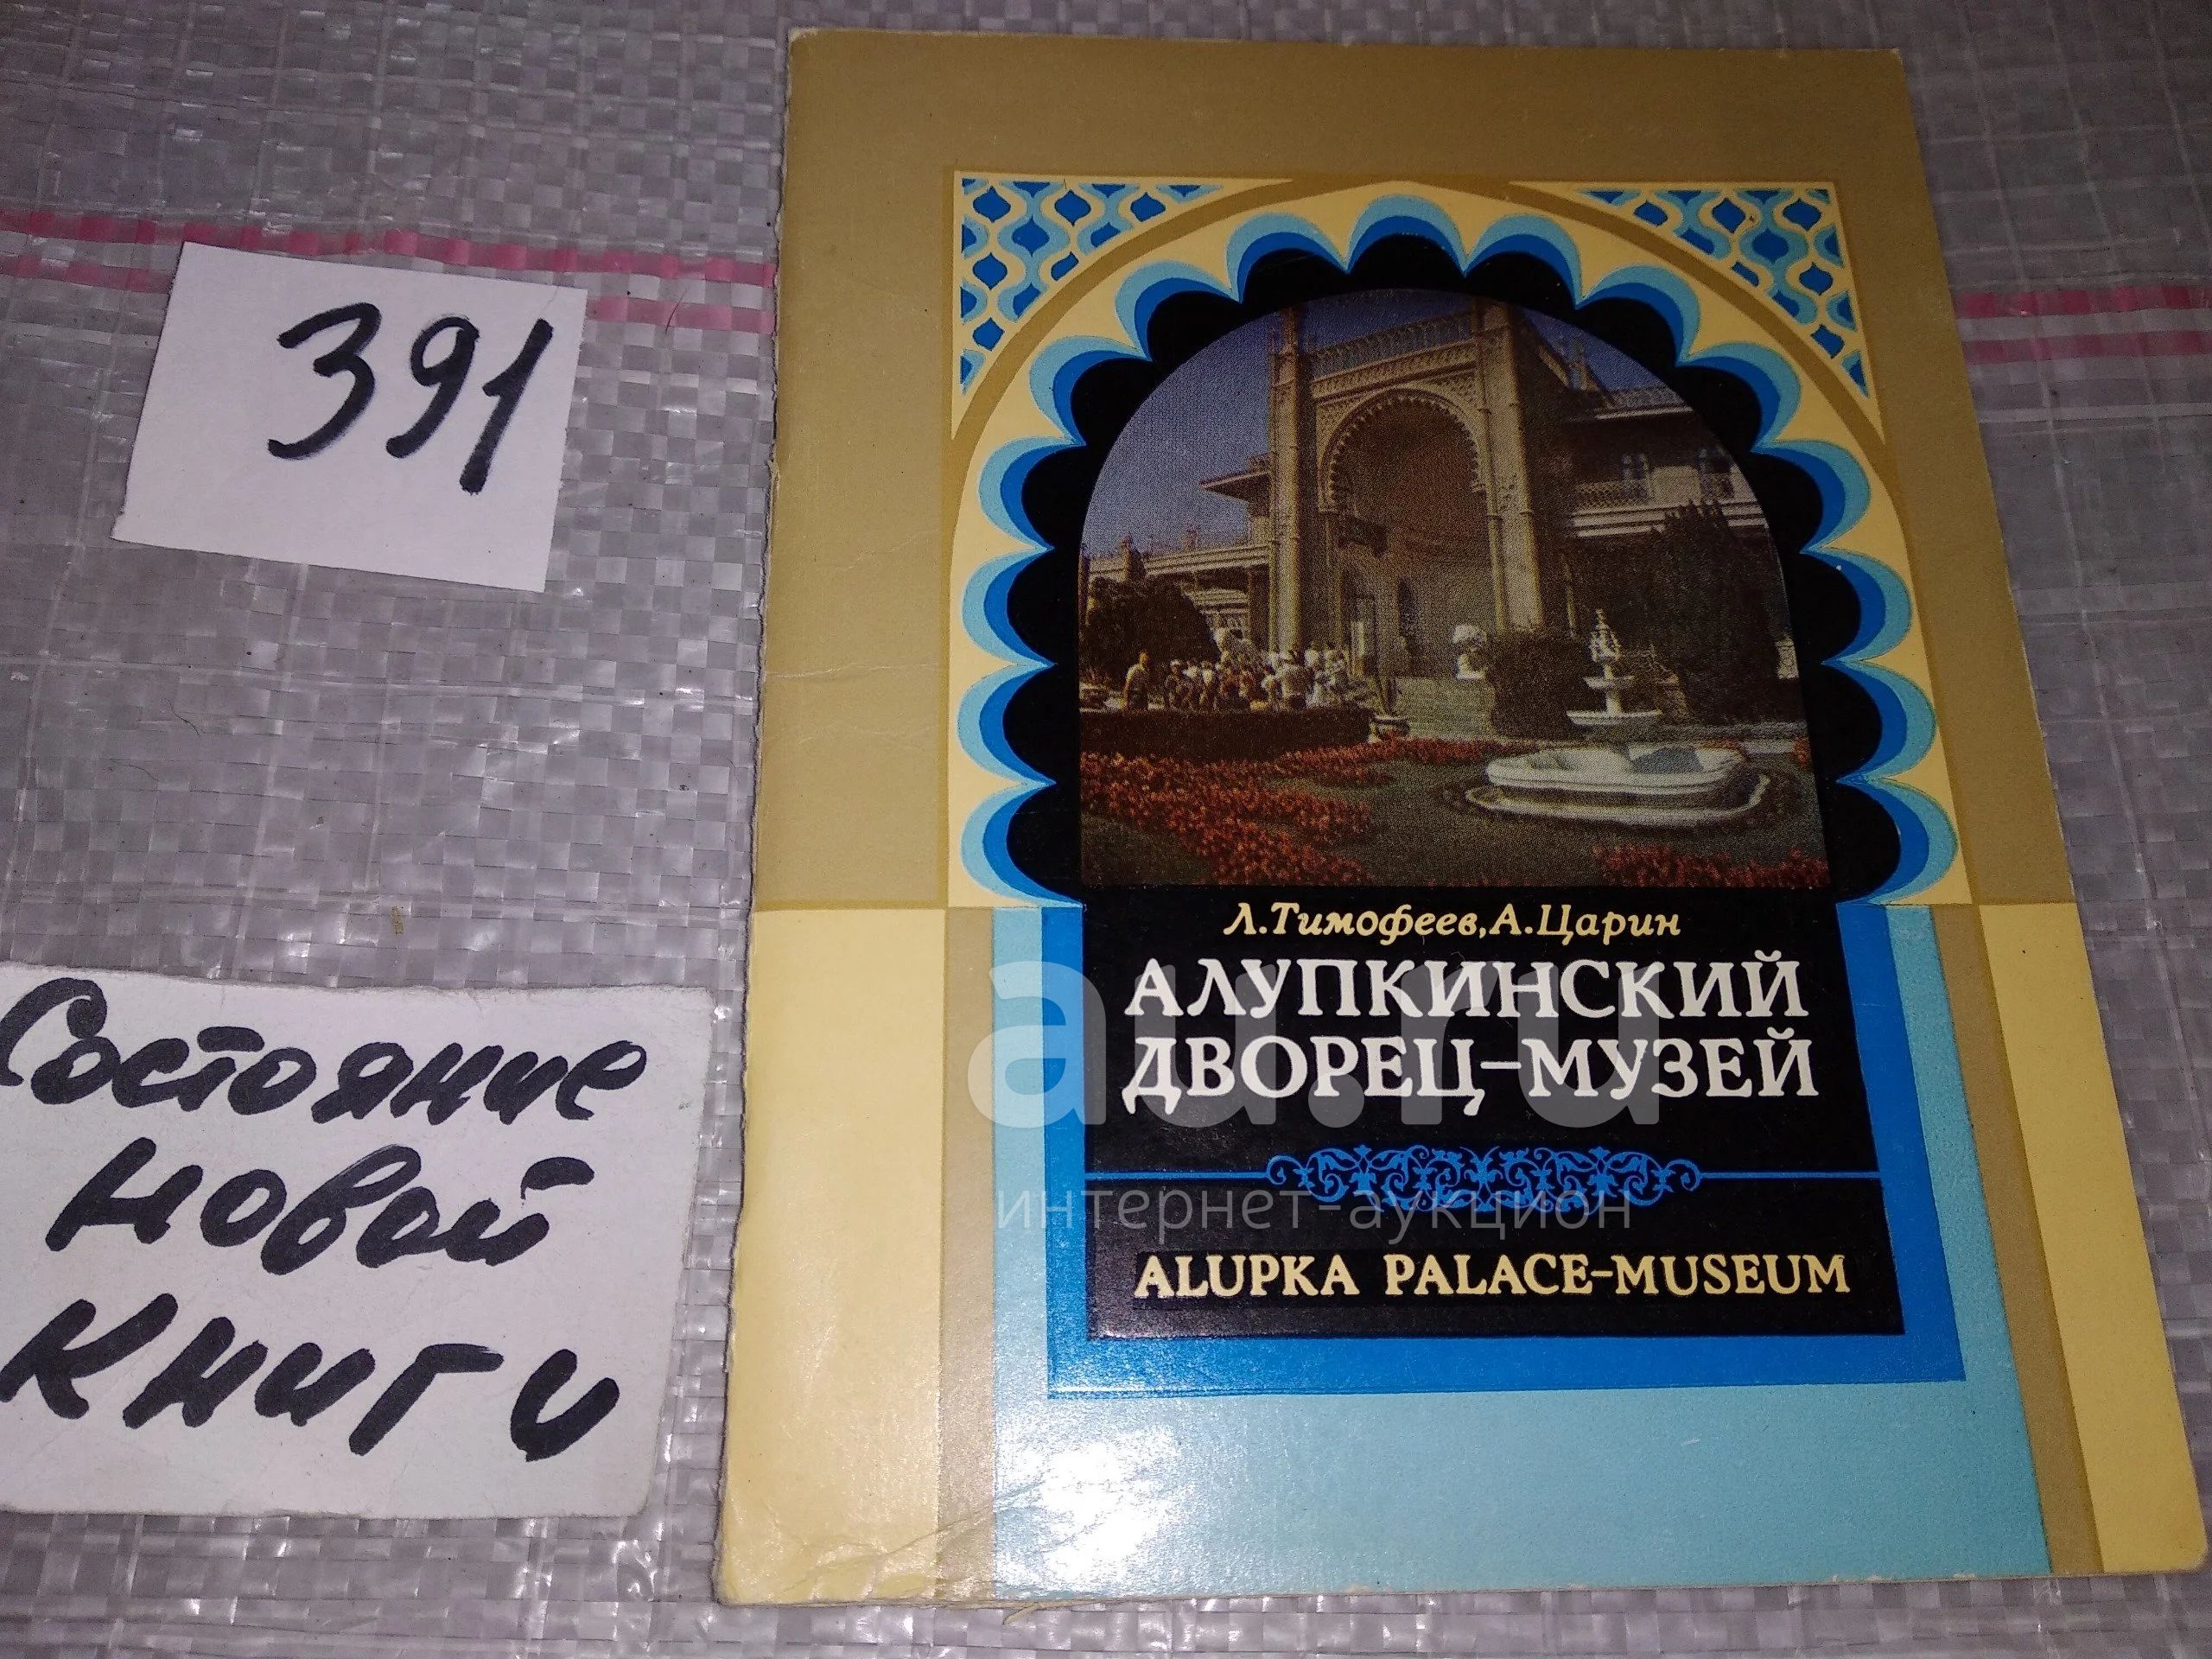 391
Состояние
новой
книги
Л.Тимофеев, А.Царин
АЛУПКИНСКИЙ
ДВОРЕЦ-МУЗЕЙ
au.ru
интернет-аукцион
ALUPKA PALACE-MUSEUM